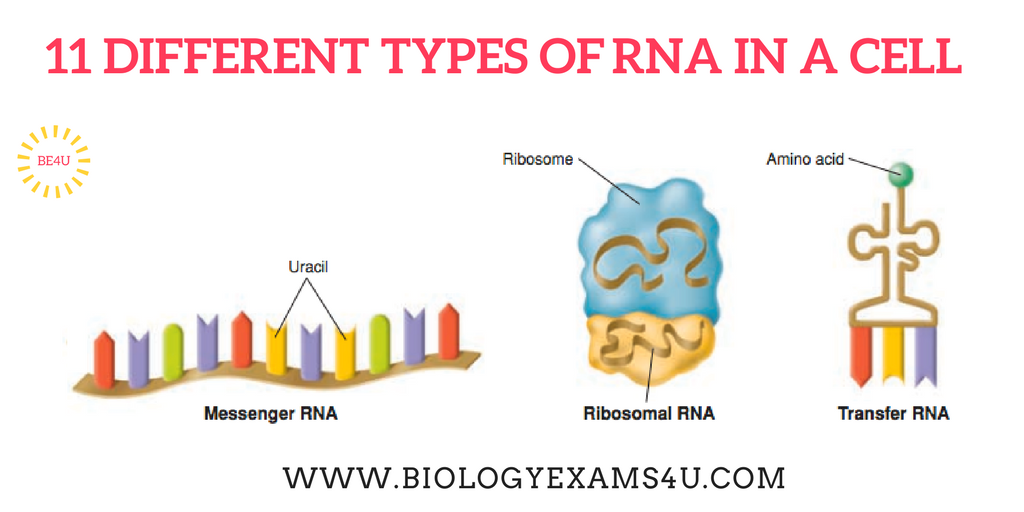 11 DIFFERENT TYPES OF RNA IN A CELL
BE4U
Ribosome
Amino acid
Uracil
Messenger RNA
Ribosomal RNA
Transfer RNA
WWW.BIOLOGYEXAMS4U.COM